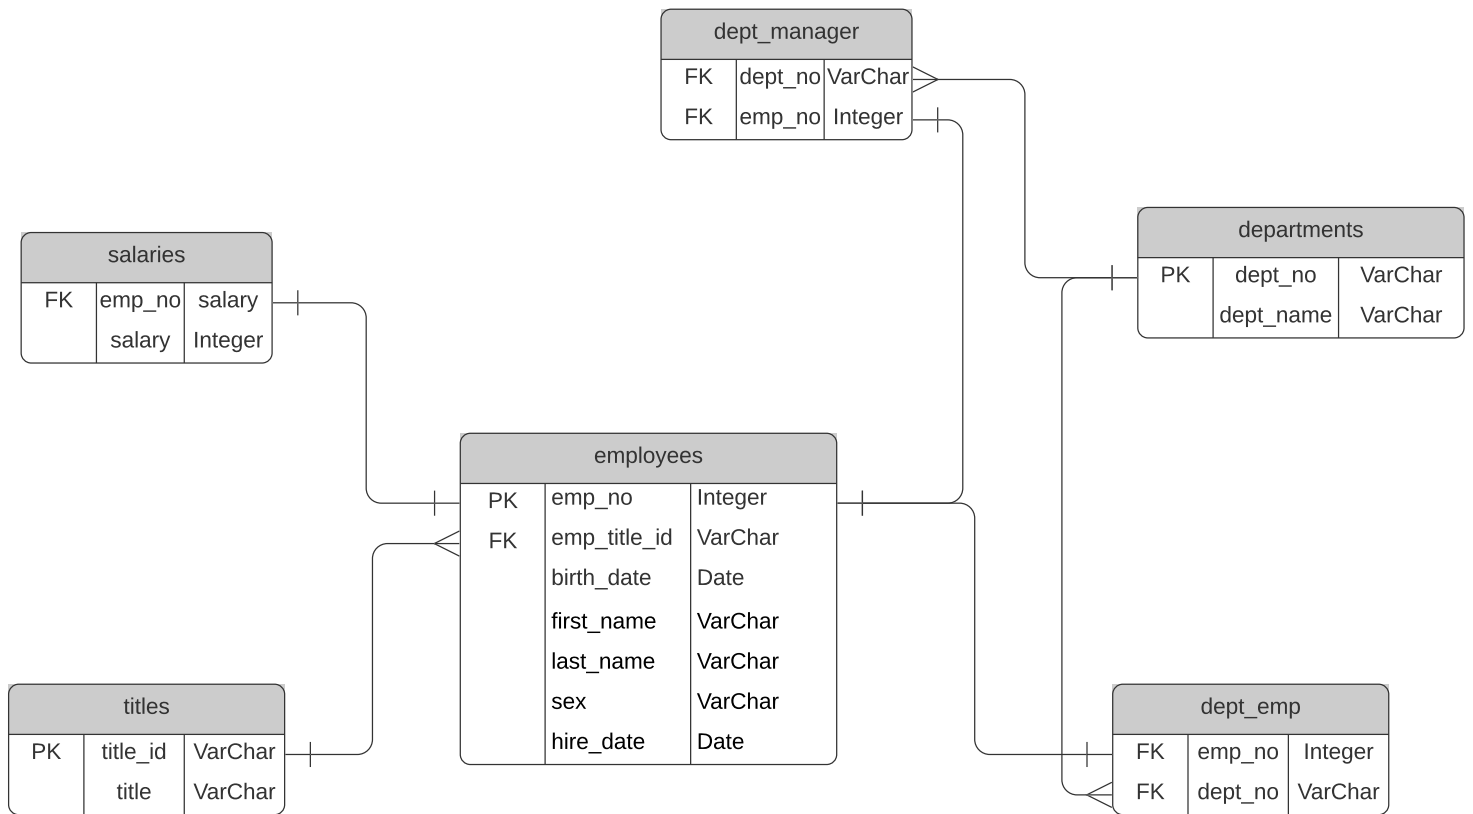 dept_manager
FK dept_no VarChar
FK emp_no Integer
departments
PK dept_no VarChar
dept_name VarChar
salaries
FK emp_no salary
salary Integer
employees
PK emp_no Integer
FK emp_title_id VarChar
birth_date Date
first_name VarChar
last_name VarChar
sex VarChar
hire_date Date
titles
PK title_id VarChar
title VarChar
dept_emp
FK emp_no Integer
FK dept_no VarChar